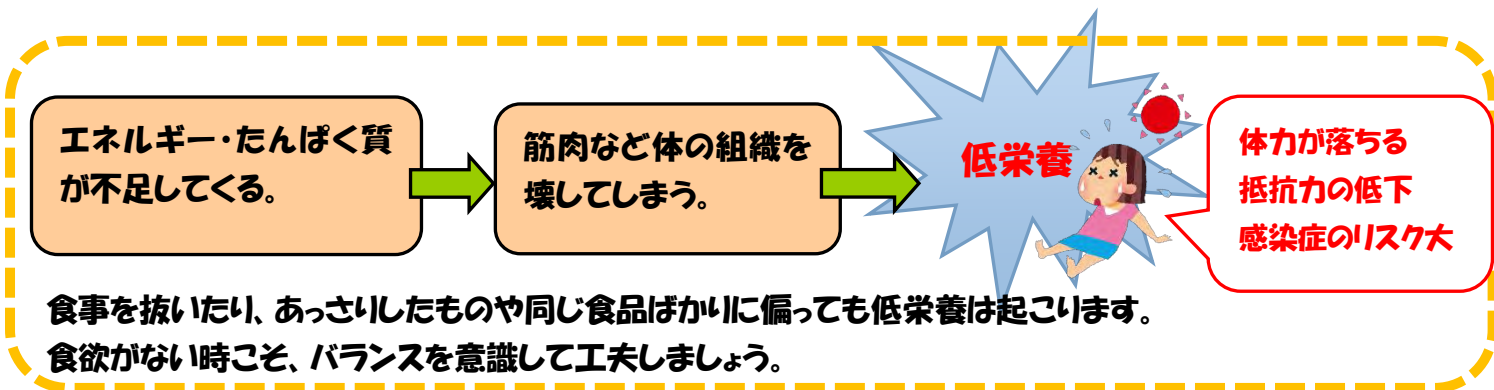 エネルギー・たんぱく質
が不足してくる。
筋肉など体の組織を
壊してしまう。
低栄養
体力が落ちる
抵抗力の低下
感染症のリスク大
食事を抜いたり、あっさりしたものや同じ食品ばかりに偏っても低栄養は起こります。
食欲がない時こそ、バランスを意識して工夫しましょう。